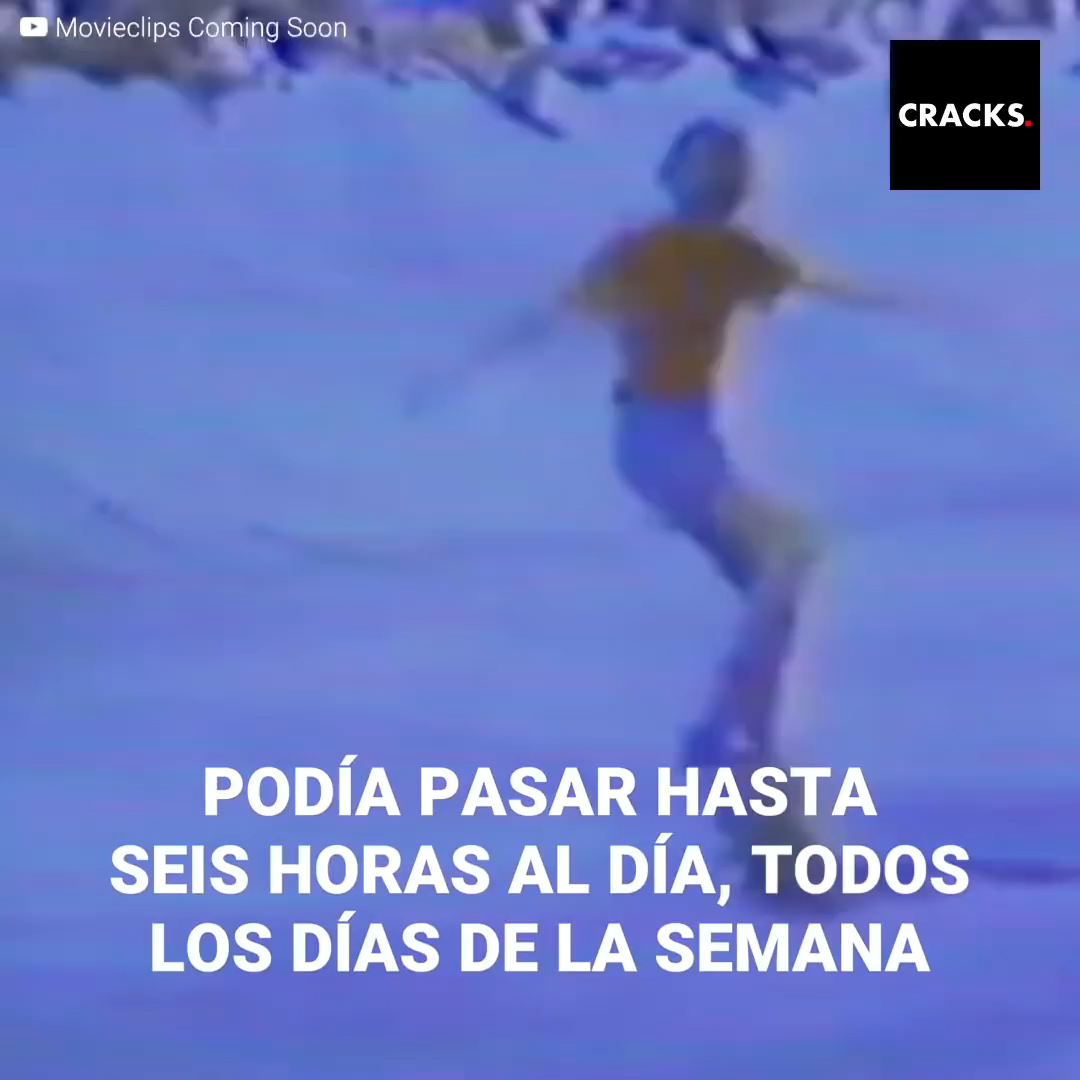 Movieclips Coming Soon
CRACKS.
PODÍA PASAR HASTA
SEIS HORAS AL DÍA, TODOS
LOS DÍAS DE LA SEMANA